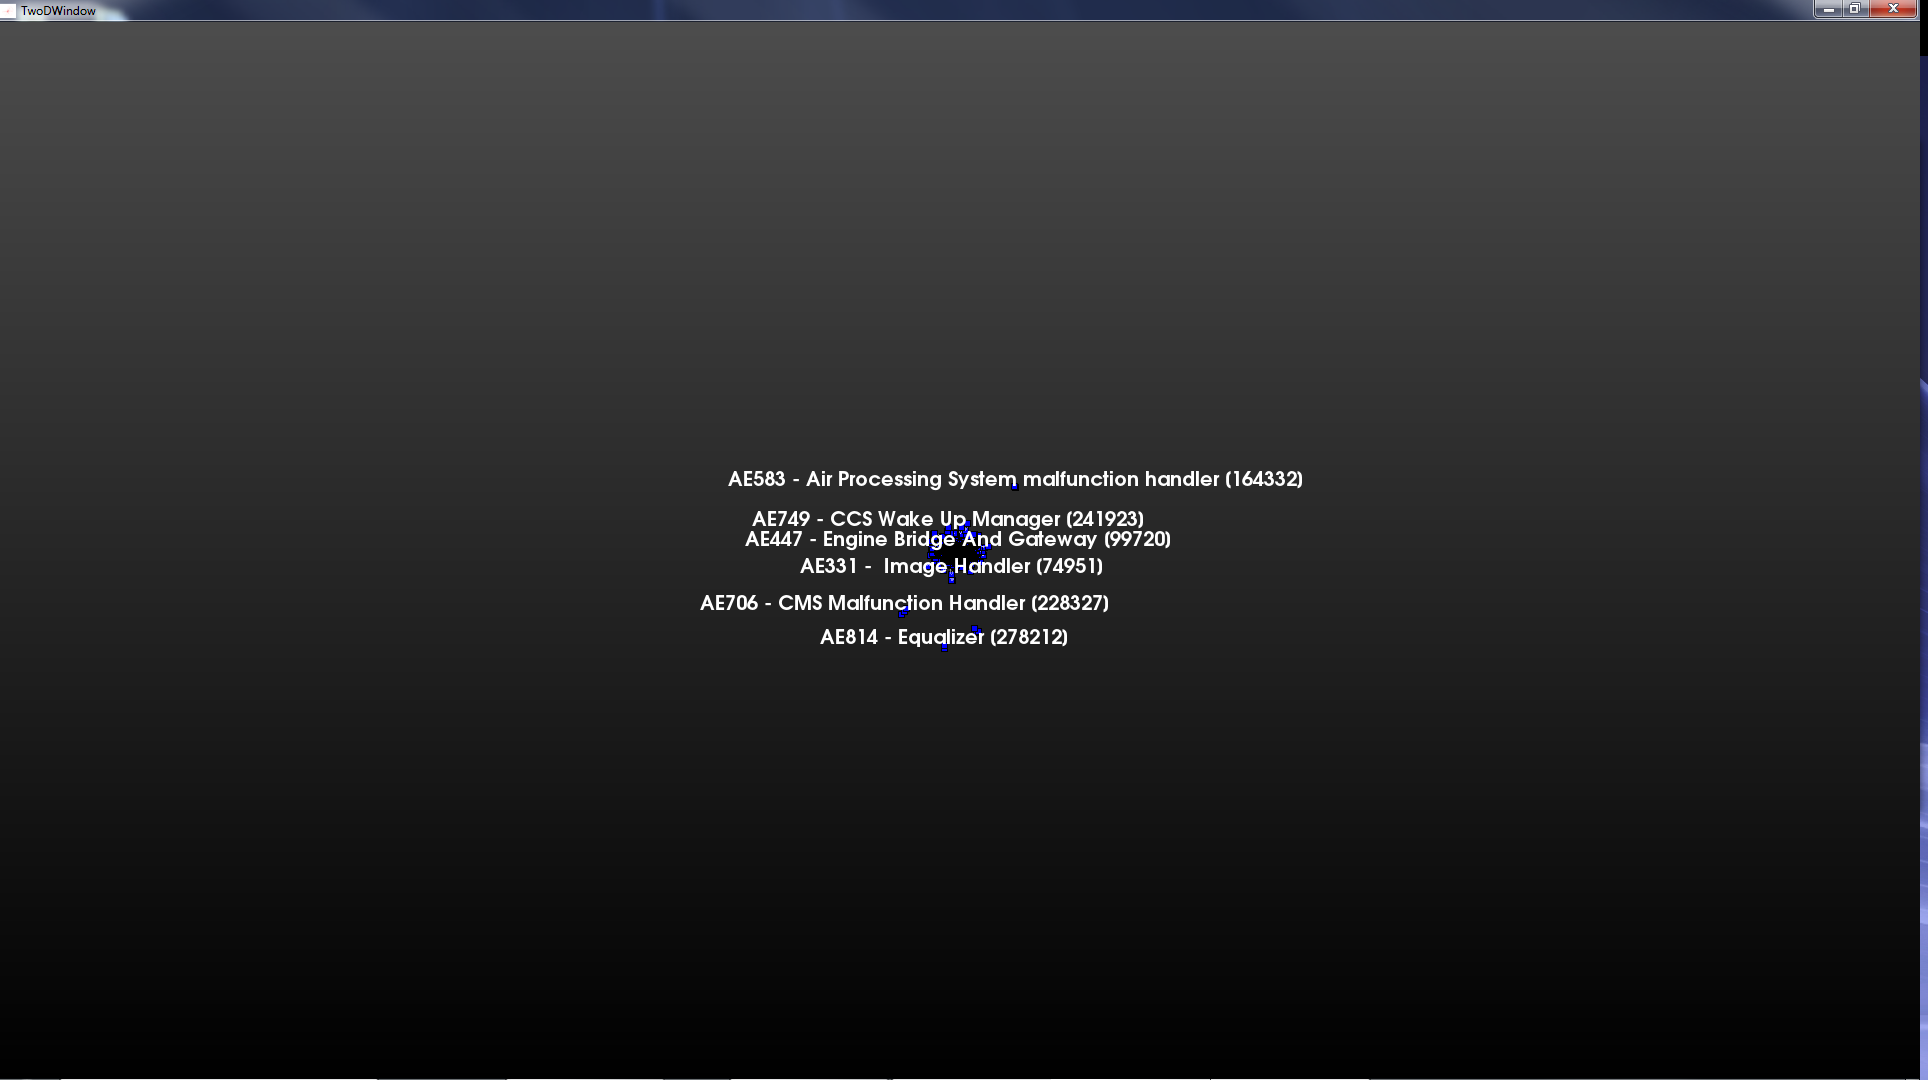 TwoDWindow
AE583 - Air Processing System malfunction handler (164332)
AE749 - CCS Wake Up Manager (241923)
AE447 - Engine Bridge And Gateway (99720)
AE331 -  Image Handler (74951)
AE706 - CMS Malfunction Handler (228327)
AE814 - Equalizer (278212)